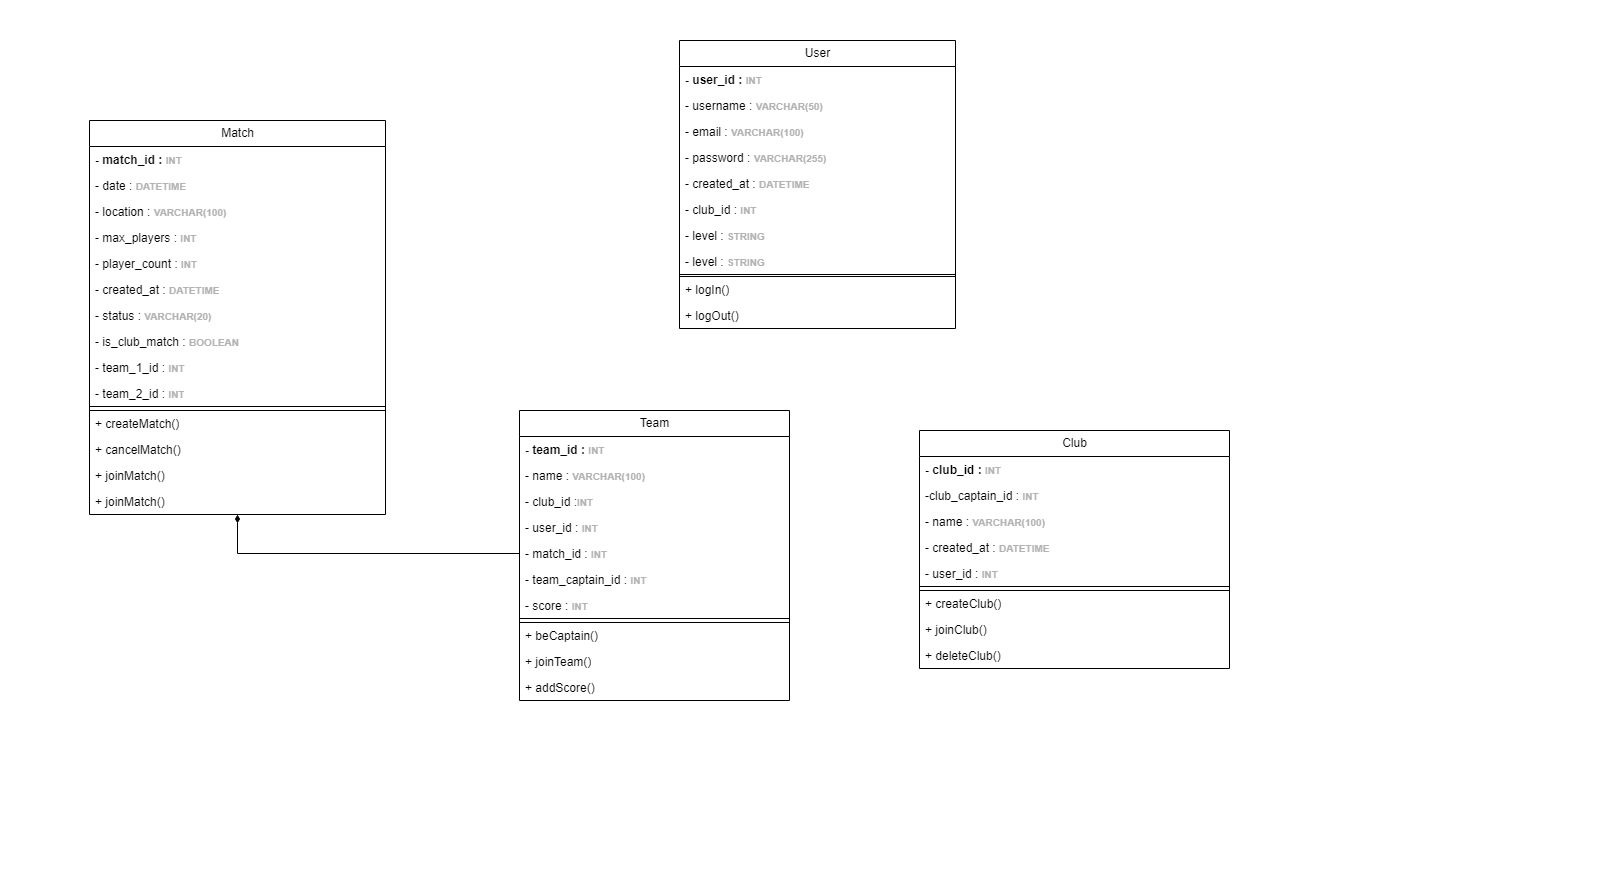 User
- user_id : INT
- username : VARCHAR(50)
- email : VARCHAR(100)
- password : VARCHAR(255)
- created_at : DATETIME
- club_id : INT
- level : STRING
- level : STRING
+ logIn()
+ logOut()
Match
- match_id : INT
- date : DATETIME
- location : VARCHAR(100)
- max_players : INT
- player_count : INT
- created_at : DATETIME
- status : VARCHAR(20)
- is_club_match : BOOLEAN
- team_1_id : INT
- team_2_id : INT
+ createMatch()
+ cancelMatch()
+ joinMatch()
+ joinMatch()
Team
- team_id : INT
- name : VARCHAR(100)
- club_id :INT
- user_id : INT
- match_id : INT
- team_captain_id : INT
- score : INT
+ beCaptain()
+ joinTeam()
+ addScore()
Club
- club_id : INT
-club_captain_id : INT
- name : VARCHAR(100)
- created_at : DATETIME
- user_id : INT
+ createClub()
+ joinClub()
+ deleteClub()